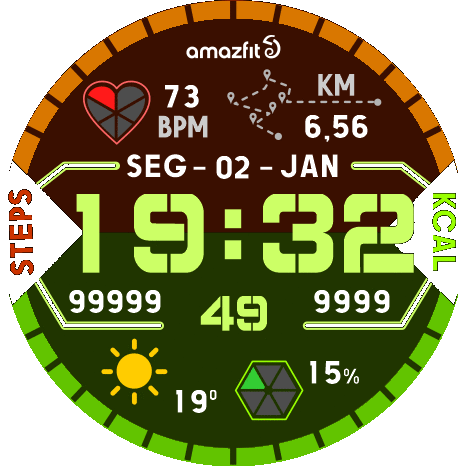 amazfit
73
BPM
KM
6,56
SEG - 02 - JAN
STEPS
19:32
KCAL
99999
49
9999
19°
15%